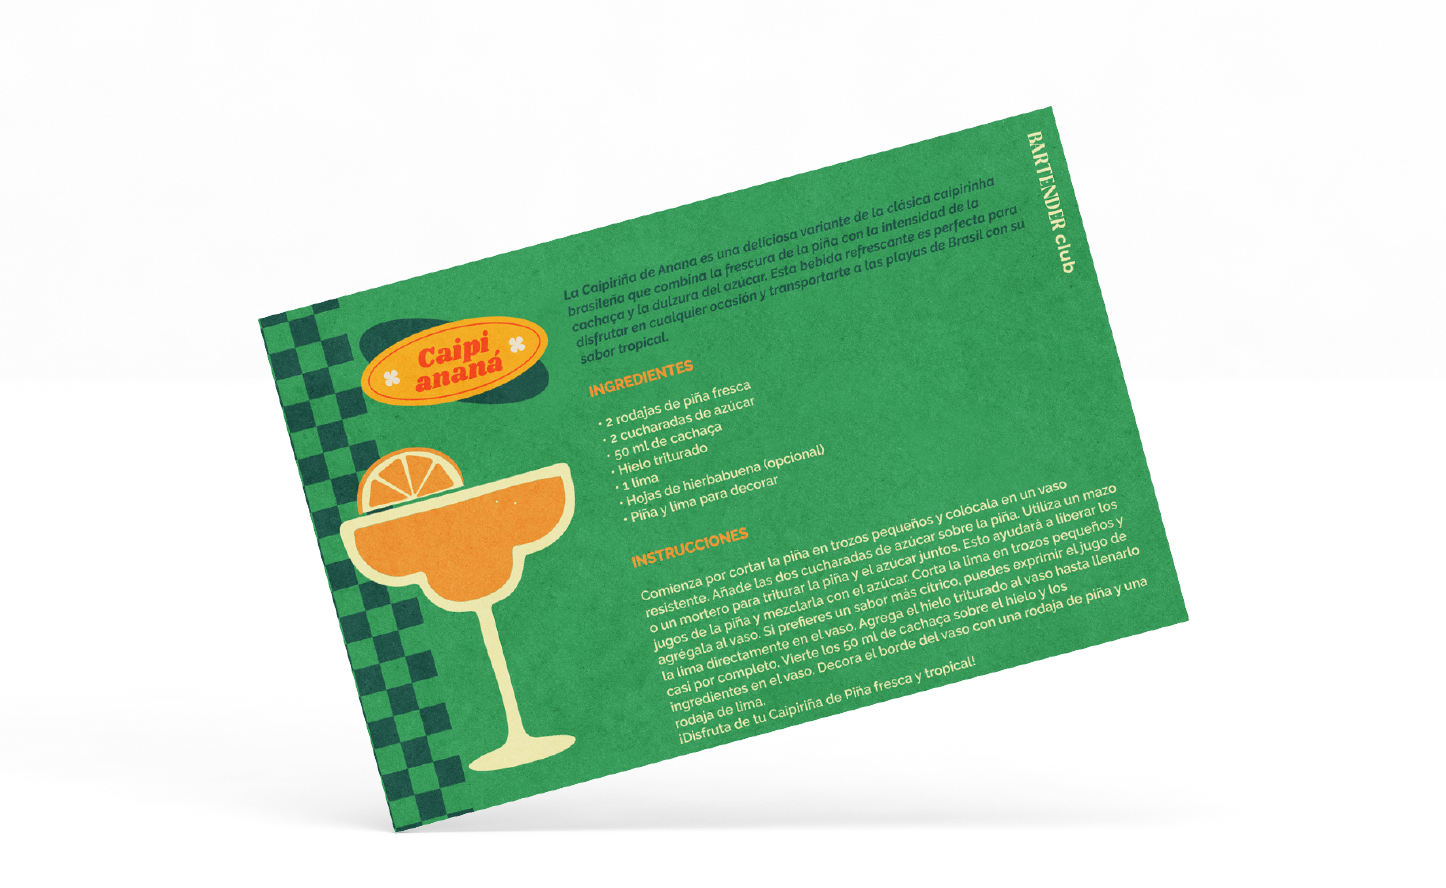 BARTENDER club
Caipi
ananá
La Caipiriña de Anana es una deliciosa variante de la clásica caipirinha
brasileña que combina la frescura de la piña con la intensidad de la
cachaça y la dulzura del azúcar. Esta bebida refrescante es perfecta para
disfrutar en cualquier ocasión y transportarte a las playas de Brasil con su
sabor tropical.
INGREDIENTES
• 2 rodajas de piña fresca
• 2 cucharadas de azúcar
• 50 ml de cachaça
• Hielo triturado
• 1 lima
• Hojas de hierbabuena (opcional)
• Piña y lima para decorar
INSTRUCCIONES
Comienza por cortar la piña en trozos pequeños y colócala en un vaso
resistente. Añade las dos cucharadas de azúcar sobre la piña. Utiliza un mazo
o un mortero para triturar la piña y el azúcar juntos. Esto ayudará a liberar los
jugos de la piña y mezclarla con el azúcar. Corta la lima en trozos pequeños y
agrégala al vaso. Si prefieres un sabor más cítrico, puedes exprimir el jugo de
la lima directamente en el vaso. Agrega el hielo triturado al vaso hasta llenarlo
casi por completo. Vierte los 50 ml de cachaça sobre el hielo y los
ingredientes en el vaso. Decora el borde del vaso con una rodaja de piña y una
rodaja de lima.
¡Disfruta de tu Caipiriña de Piña fresca y tropical!